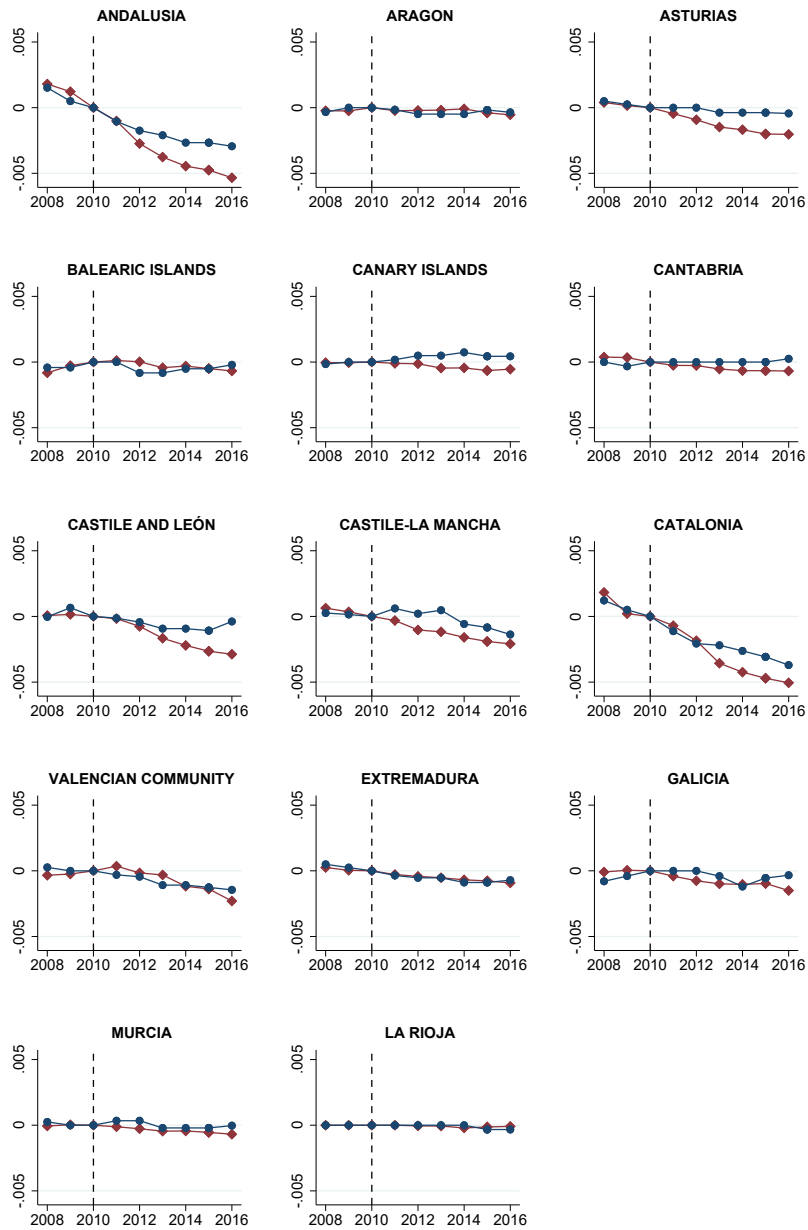 ANDALUSIA
.005
0
-.005
2008 2010 2012 2014 2016
ARAGON
2008 2010 2012 2014 2016
ASTURIAS
.005
0
-.005
2008 2010 2012 2014 2016
BALEARIC ISLANDS
.005
0
-.005
2008 2010 2012 2014 2016
CANARY ISLANDS
.005
0
-.005
2008 2010 2012 2014 2016
CANTABRIA
.005
0
-.005
2008 2010 2012 2014 2016
CASTILE AND LEÓN
.005
0
-.005
2008 2010 2012 2014 2016
CASTILE-LA MANCHA
.005
0
-.005
2008 2010 2012 2014 2016
CATALONIA
.005
0
-.005
2008 2010 2012 2014 2016
VALENCIAN COMMUNITY
.005
0
-.005
2008 2010 2012 2014 2016
EXTREMADURA
.005
0
-.005
2008 2010 2012 2014 2016
GALICIA
.005
0
-.005
2008 2010 2012 2014 2016
MURCIA
.005
0
-.005
2008 2010 2012 2014 2016
LA RIOJA
.005
0
-.005
2008 2010 2012 2014 2016